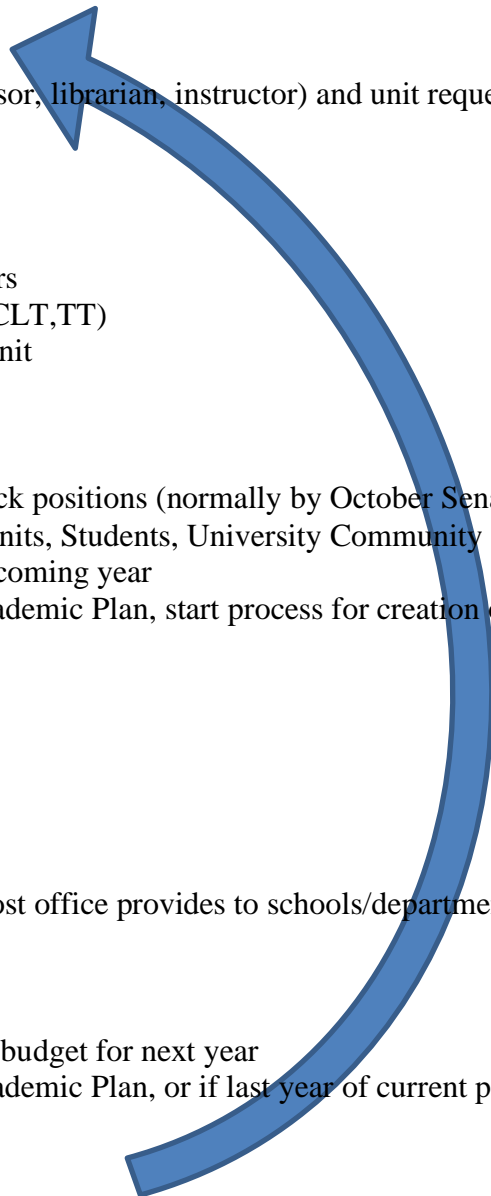 sor, librarian, instructor) and unit reque
rs
CLT,TT)
nit
ck positions (normally by October Sena
nits, Students, University Community
coming year
ademic Plan, start process for creation
ost office provides to schools/departme
budget for next year
ademic Plan, or if last year of current p